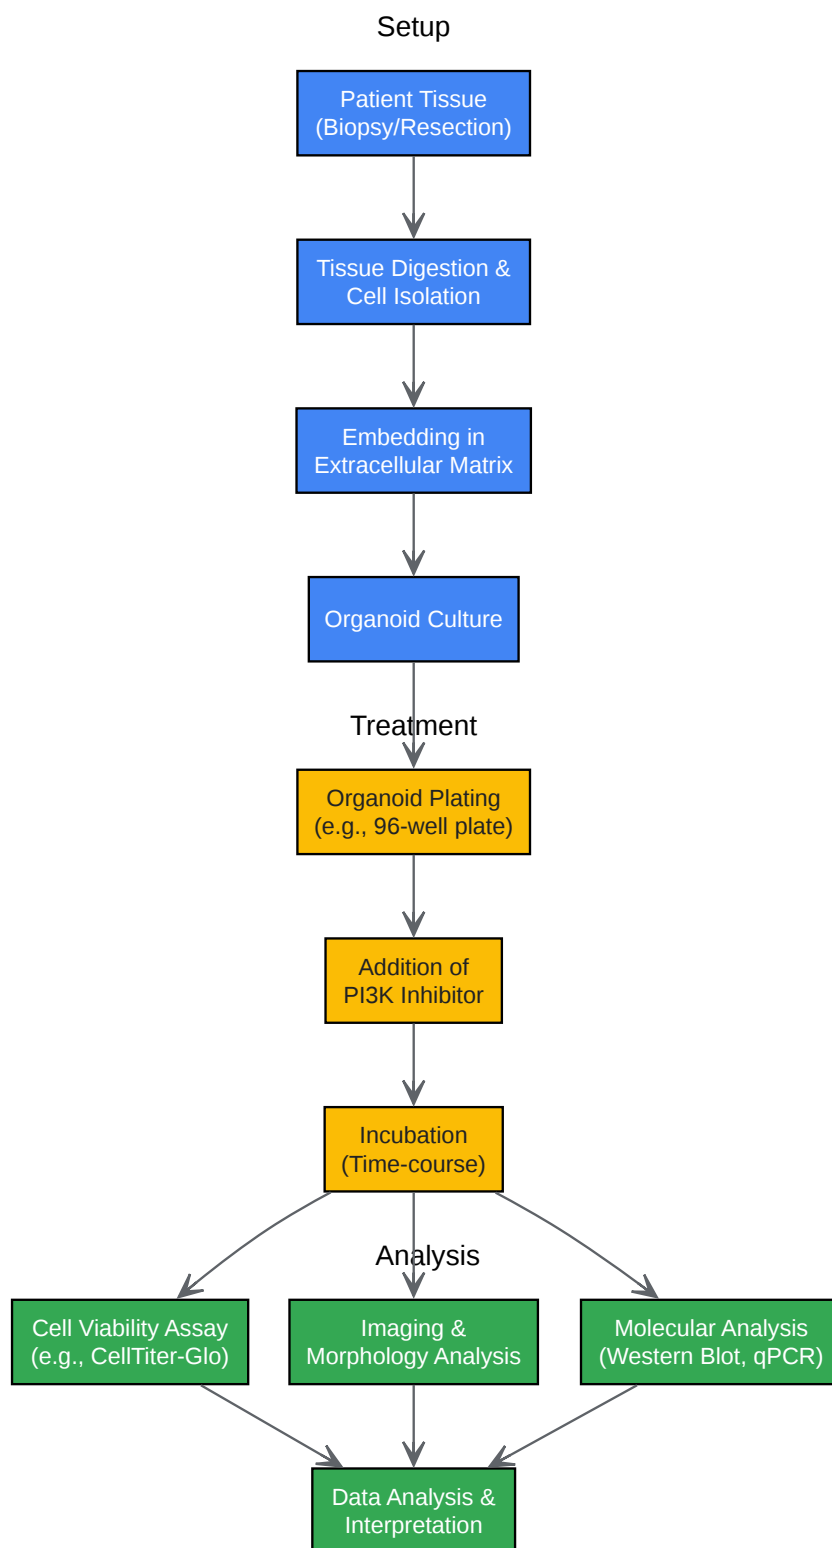 Setup
Patient Tissue
(Biopsy/Resection)
Tissue Digestion &
Cell Isolation
Embedding in
Extracellular Matrix
Organoid Culture
Treatment
Organoid Plating
(e.g., 96-well plate)
Addition of
PI3K Inhibitor
Incubation
(Time-course)
Analysis
Cell Viability Assay
(e.g., CellTiter-Glo)
Imaging &
Morphology Analysis
Molecular Analysis
(Western Blot, qPCR)
Data Analysis &
Interpretation